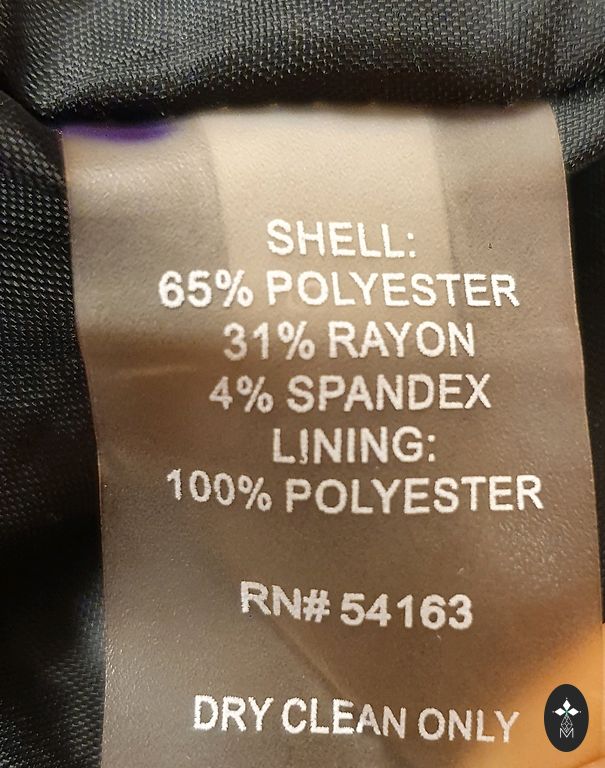 SHELL:
65% POLYESTER
31% RAYON
4% SPANDEX
LINING:
100% POLYESTER
RN# 54163
DRY CLEAN ONLY